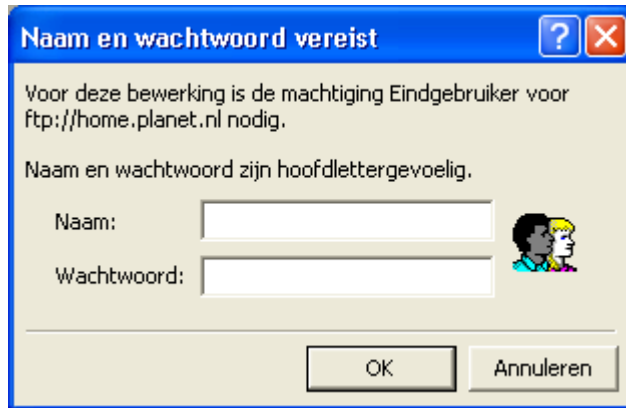 Naam en wachtwoord vereist
Voor deze bewerking is de machtiging Eindgebruiker voor
ftp://home.planet.nl nodig.
Naam en wachtwoord zijn hoofdlettergevoelig.
Naam:
Wachtwoord:
OK
Annuleren